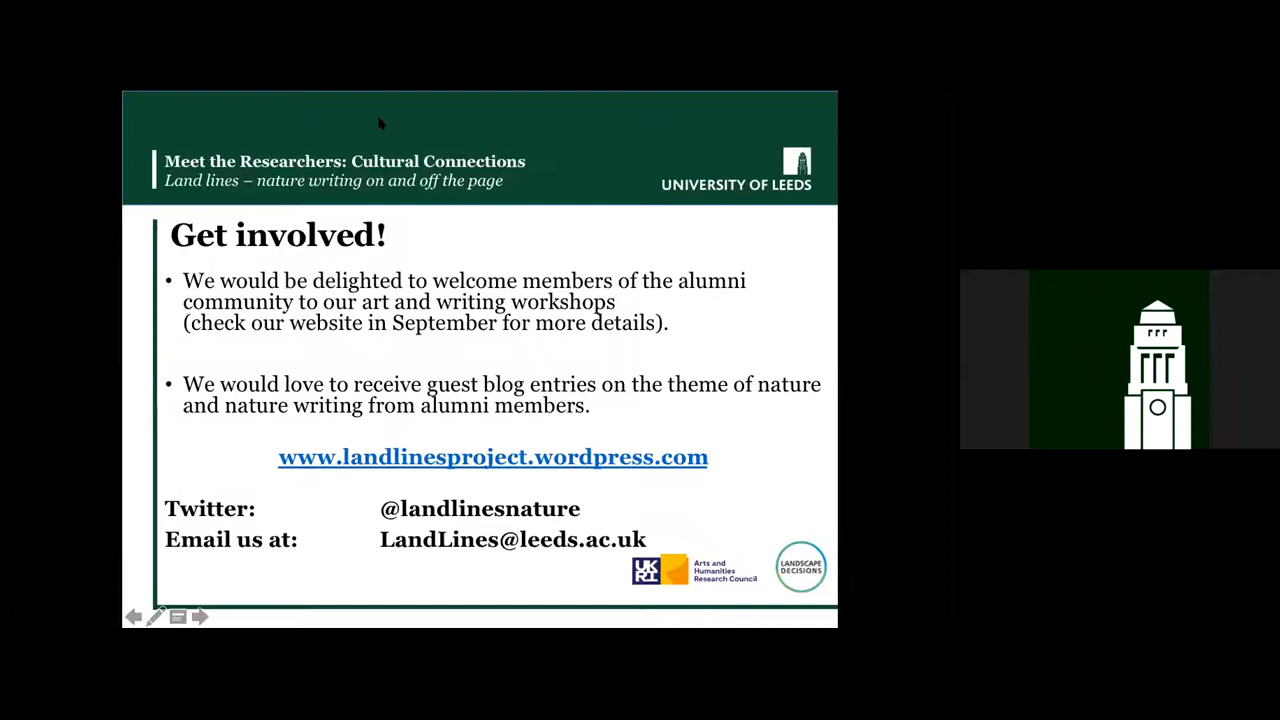 Meet the Researchers: Cultural Connections
Land lines – nature writing on and off the page
UNIVERSITY OF LEEDS
Get involved!
• We would be delighted to welcome members of the alumni
community to our art and writing workshops
(check our website in September for more details).
• We would love to receive guest blog entries on the theme of nature
and nature writing from alumni members.
www.landlinesproject.wordpress.com
Twitter: @landlinesnature
Email us at: LandLines@leeds.ac.uk
UKRI
Arts and
Humanities
Research Council
LANDSCAPE
DECISIONS